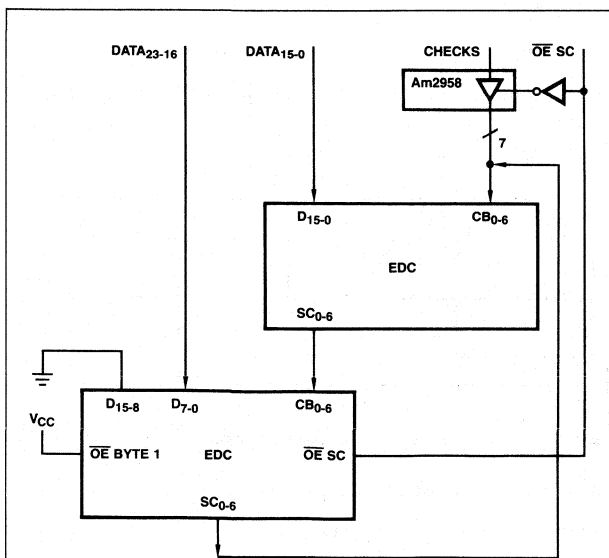 DATA23-16 DATA15-0 CHECKS OE SC
Am2958
7
D15-0 CB0-6
EDC
SC0-6
D15-8 D7-0 CB0-6
VCC
OE BYTE 1 EDC OE SC
SC0-6